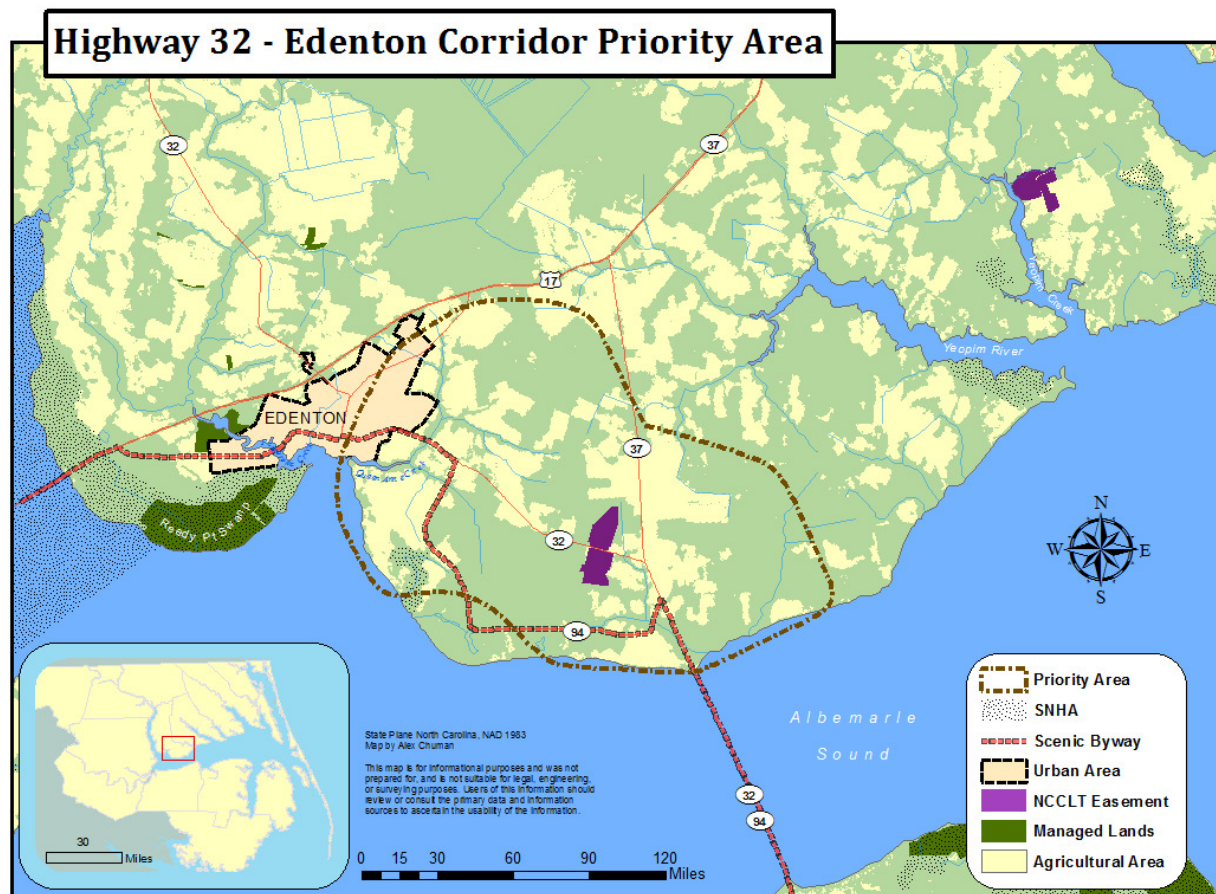 Highway 32 - Edenton Corridor Priority Area
32
37
17
Yeopim Creek
Yeopim River
EDENTON
37
Reedy Pt Swamp
32
94
N
W E
S
Albemarle
Sound
32
94
State Plane North Carolina, NAD 1983
Map by Alex Chuman
This map is for informational purposes and was not
prepared for, and is not suitable for legal, engineering,
or surveying purposes. Users of this information should
review or consult the primary data and information
sources to ascertain the usability of the information.
30
Miles
0 15 30 60 90 120
Miles
Priority Area
SNHA
Scenic Byway
Urban Area
NCCLT Easement
Managed Lands
Agricultural Area